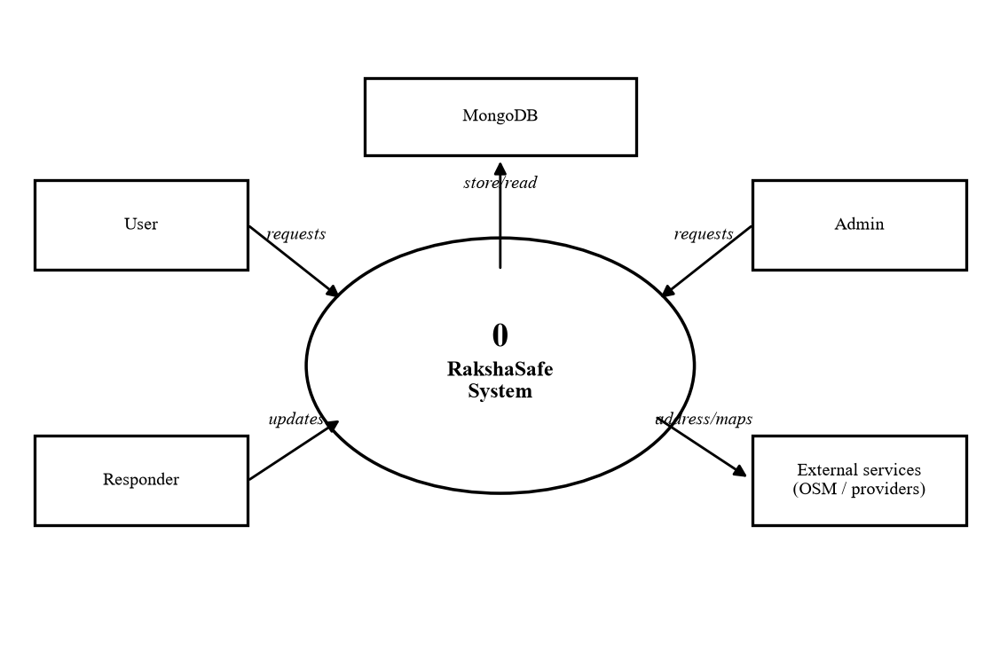 MongoDB
store/read
User
Admin
requests
requests
0
RakshaSafe
System
updates
address/maps
Responder
External services
(OSM / providers)